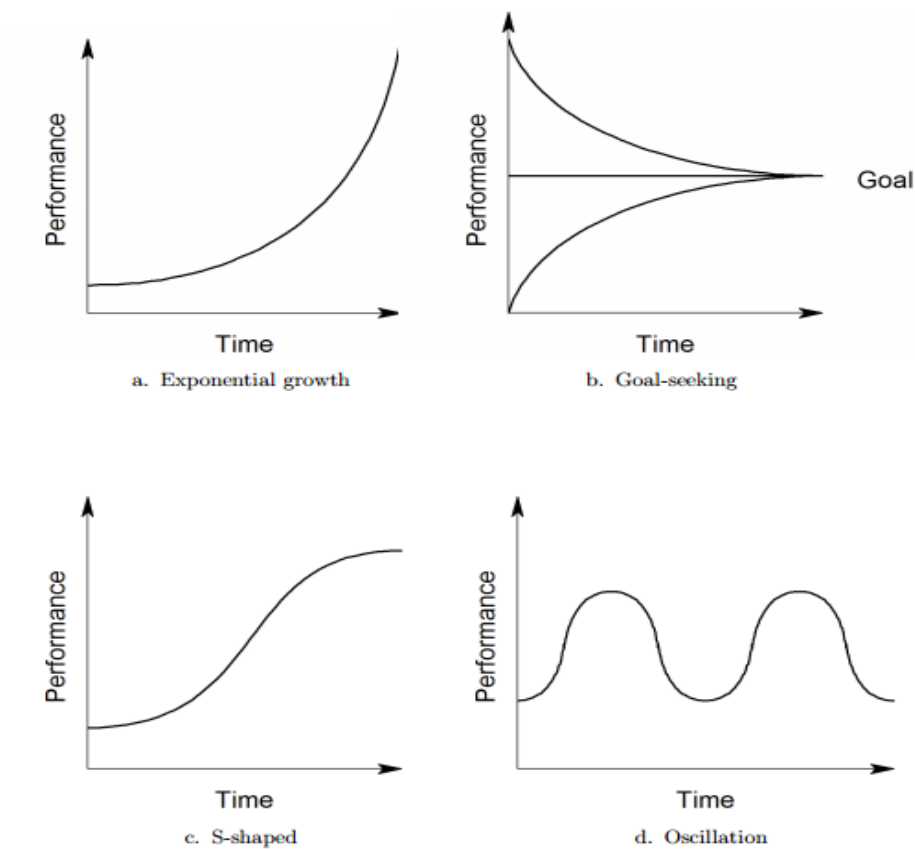 Performance
Time
a. Exponential growth
Performance
Goal
Time
b. Goal-seeking
Performance
Time
c. S-shaped
Performance
Time
d. Oscillation